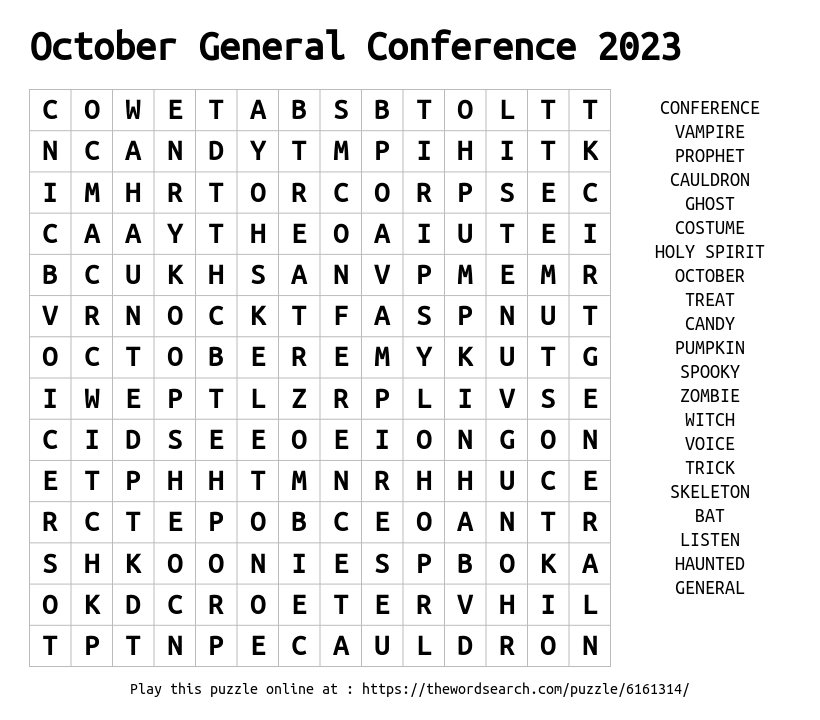 October General Conference 2023
C O W E T A B S B T O L T T
N C A N D Y T M P I H I T K
I M H R T O R C O R P S E C
C A A Y T H E O A I U T E I
B C U K H S A N V P M E M R
V R N O C K T F A S P N U T
O C T O B E R E M Y K U T G
I W E P T L Z R P L I V S E
C I D S E E O E I O N G O N
E T P H H T M N R H H U C E
R C T E P O B C E O A N T R
S H K O O N I E S P B O K A
O K D C R O E T E R V H I L
T P T N P E C A U L D R O N
CONFERENCE
VAMPIRE
PROPHET
CAULDRON
GHOST
COSTUME
HOLY SPIRIT
OCTOBER
TREAT
CANDY
PUMPKIN
SPOOKY
ZOMBIE
WITCH
VOICE
TRICK
SKELETON
BAT
LISTEN
HAUNTED
GENERAL
Play this puzzle online at : https://thewordsearch.com/puzzle/6161314/